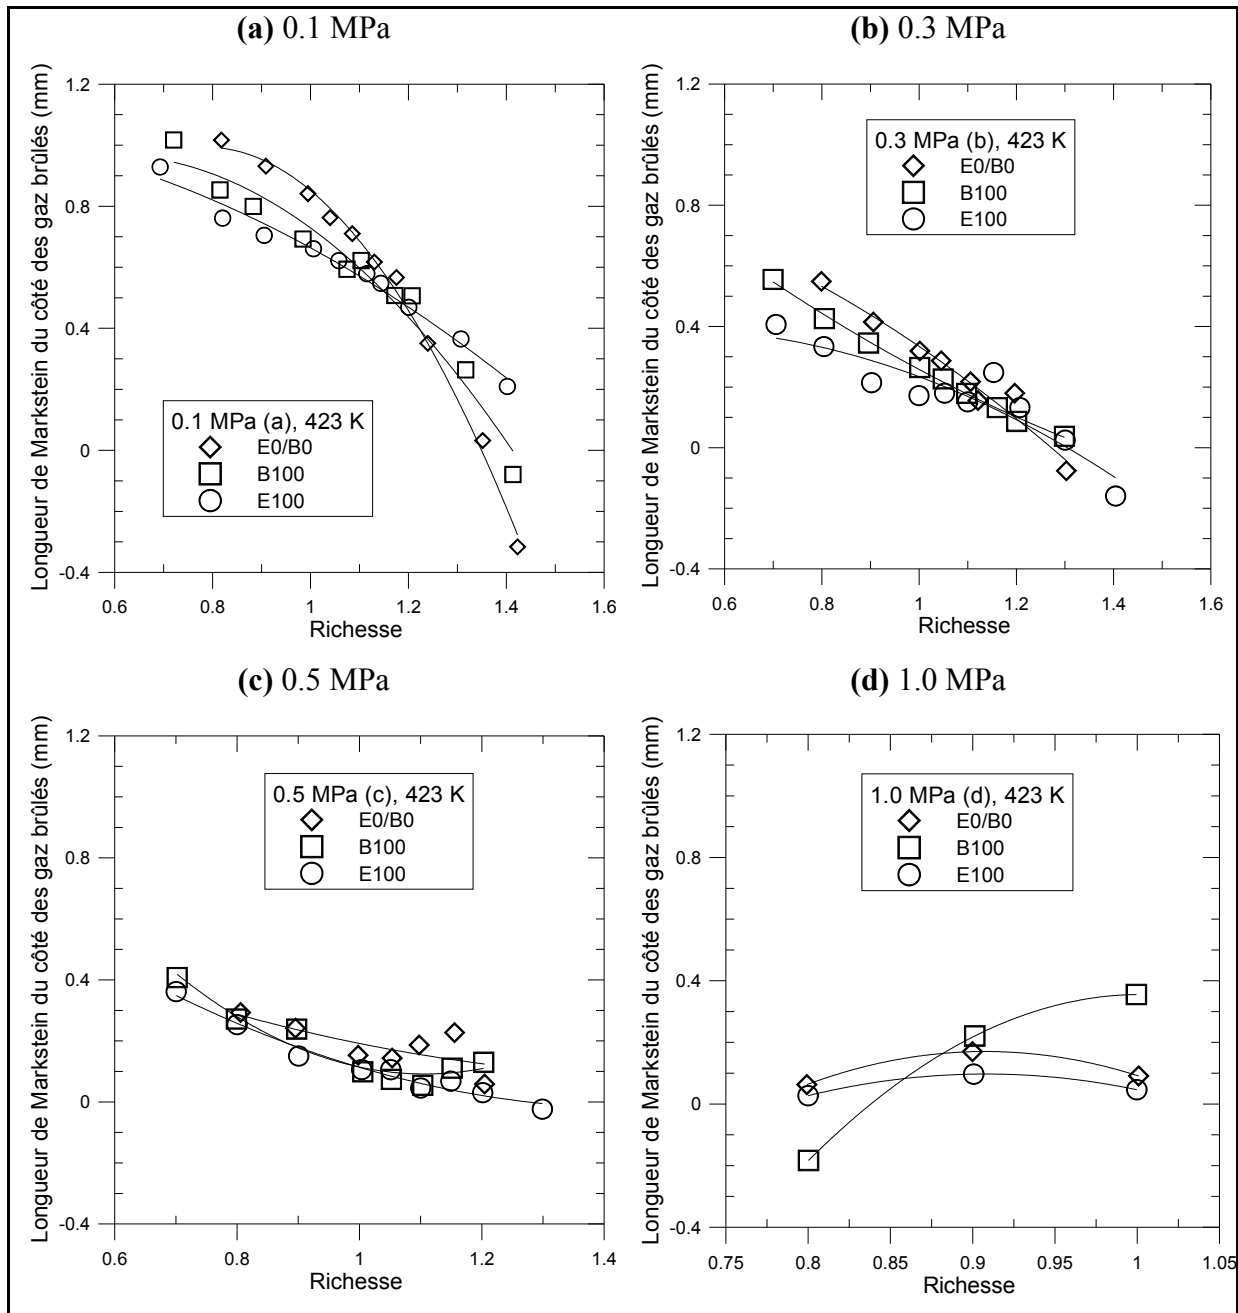 (a) 0.1 MPa
Longueur de Markstein du côté des gaz brûlés (mm)
1.2
0.8
0.4
0
-0.4
0.1 MPa (a), 423 K
E0/B0
B100
E100
0.6
0.8
1
1.2
1.4
1.6
Richesse
(b) 0.3 MPa
Longueur de Markstein du côté des gaz brûlés (mm)
1.2
0.8
0.4
0
-0.4
0.3 MPa (b), 423 K
E0/B0
B100
E100
0.6
0.8
1
1.2
1.4
1.6
Richesse
(c) 0.5 MPa
Longueur de Markstein du côté des gaz brûlés (mm)
1.2
0.8
0.4
0
-0.4
0.5 MPa (c), 423 K
E0/B0
B100
E100
0.6
0.8
1
1.2
1.4
Richesse
(d) 1.0 MPa
Longueur de Markstein du côté des gaz brûlés (mm)
1.2
0.8
0.4
0
-0.4
1.0 MPa (d), 423 K
E0/B0
B100
E100
0.75
0.8
0.85
0.9
0.95
1
1.05
Richesse